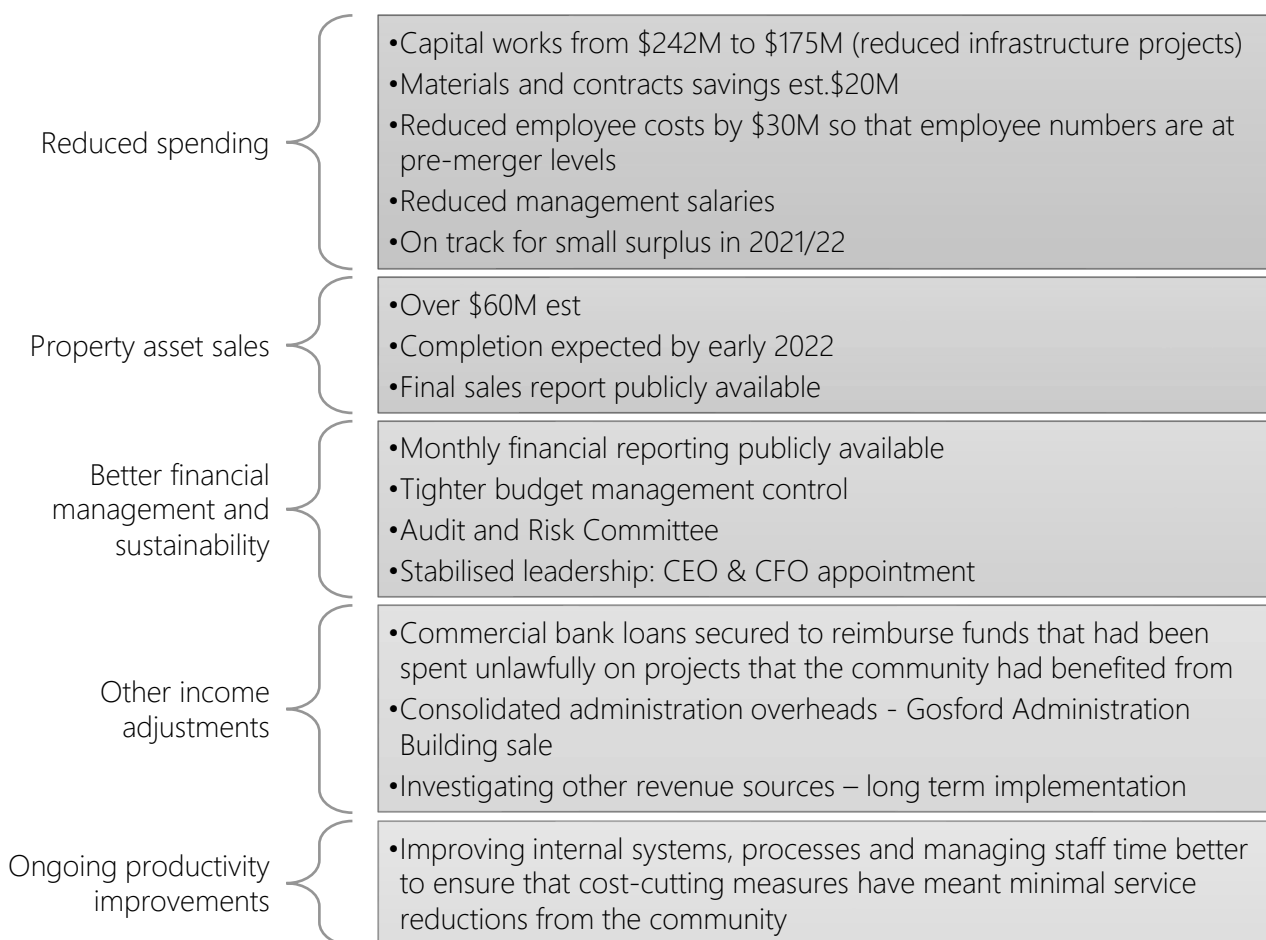 Reduced spending
•Capital works from $242M to $175M (reduced infrastructure projects)
•Materials and contracts savings est.$20M
•Reduced employee costs by $30M so that employee numbers are at
pre-merger levels
•Reduced management salaries
•On track for small surplus in 2021/22
Property asset sales
•Over $60M est
•Completion expected by early 2022
•Final sales report publicly available
Better financial
management and
sustainability
•Monthly financial reporting publicly available
•Tighter budget management control
•Audit and Risk Committee
•Stabilised leadership: CEO & CFO appointment
Other income
adjustments
•Commercial bank loans secured to reimburse funds that had been
spent unlawfully on projects that the community had benefited from
•Consolidated administration overheads - Gosford Administration
Building sale
•Investigating other revenue sources – long term implementation
Ongoing productivity
improvements
•Improving internal systems, processes and managing staff time better
to ensure that cost-cutting measures have meant minimal service
reductions from the community